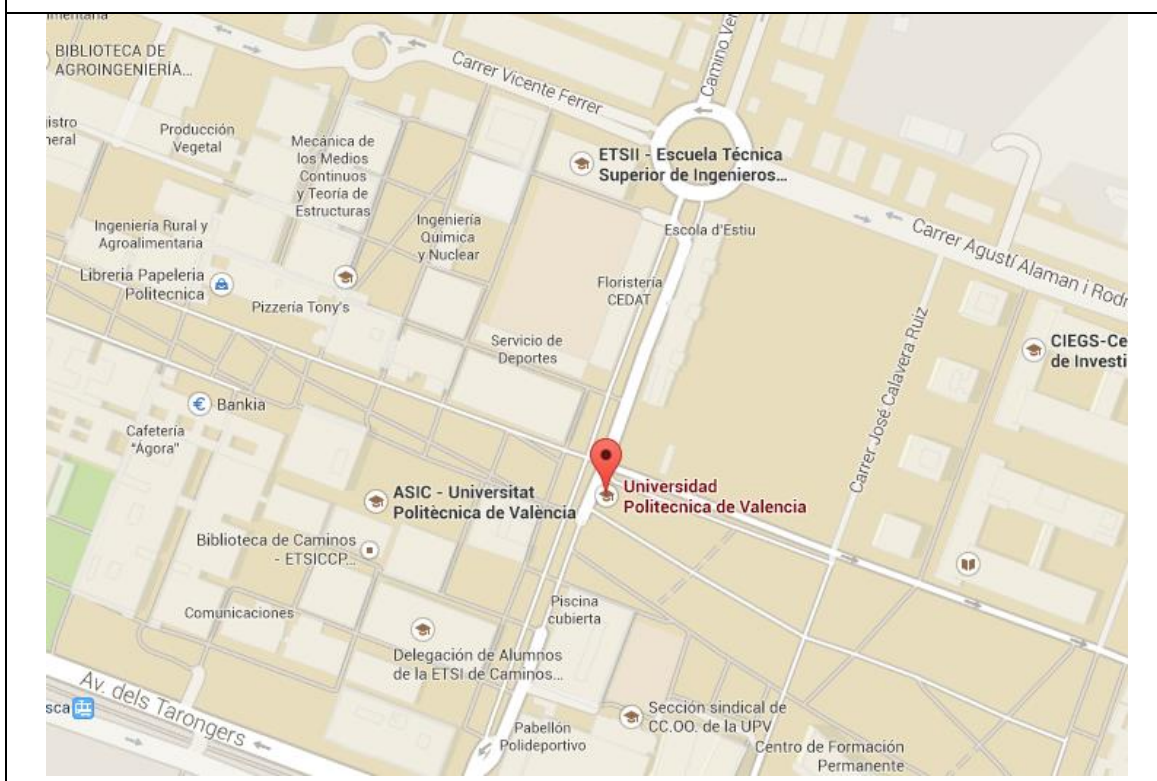 BIBLIOTECA DE
AGROINGENIERÍA...
Camino
Carrer Vicente Ferrer
Producción
Vegetal
Mecánica de
los Medios
Continuos
y Teoría de
Estructuras
ETSII - Escuela Técnica
Superior de Ingenieros...
Ingeniería Rural y
Agroalimentaria
Ingeniería
Química
y Nuclear
Escola d'Estiu
Carrer Agustí Alaman i Rodr
Libreria Papeleria
Politecnica
Pizzería Tony's
Floristería
CEDAT
Servicio de
Deportes
Carrer José Calavera Ruiz
CIEGS-Ce
de Investi
Bankia
Cafetería
"Ágora"
ASIC - Universitat
Politècnica de València
Universidad
Politecnica de Valencia
Biblioteca de Caminos
- ETSICCP...
Comunicaciones
Piscina
cubierta
Delegación de Alumnos
de la ETSI de Caminos...
Av. dels Tarongers
Sección sindical de
CC.OO. de la UPV
Pabellón
Polideportivo
Centro de Formación
Permanente